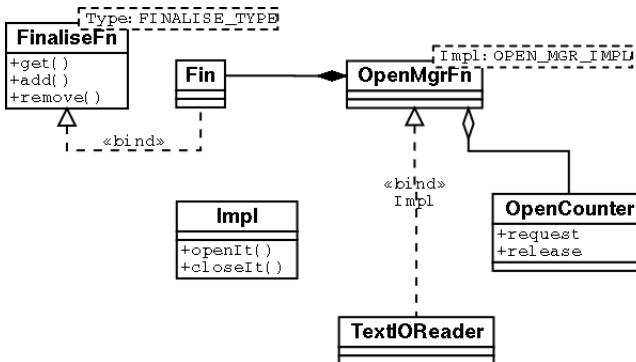 Type: FINALISE_TYPE
FinaliseFn
+get()
+add()
+remove()
Fin
Impl: OPEN_MGR_IMPL
OpenMgrFn
«bind»
«bind»
Impl
Impl
+openIt()
+closeIt()
OpenCounter
+request
+release
TextIOReader